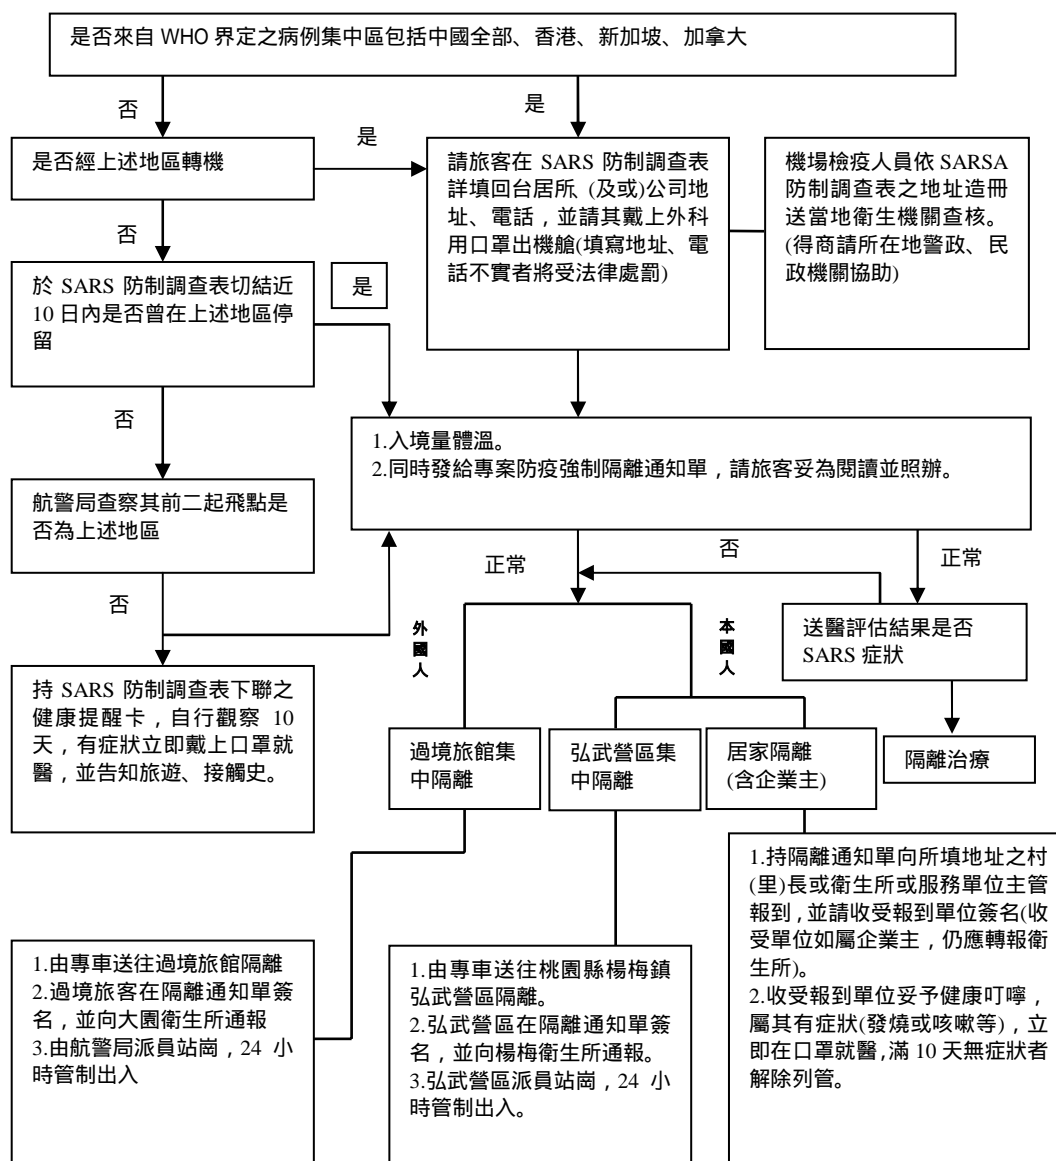 是否來自 WHO 界定之病例集中區包括中國全部、香港、新加坡、加拿大
否
是
是否經上述地區轉機
是
請旅客在 SARS 防制調查表
詳填回台居所、(及或)公司地
址、電話，並請其戴上外科
用口罩出機艙(填寫地址、電
話不實者將受法律處罰)
機場檢疫人員依 SARSA
防制調查表之地址造冊
送當地衛生機關查核。
(得商請所在地警政、民
政機關協助)
否
於 SARS 防制調查表切結近
10 日內是否曾在上述地區停
留
是
否
1.入境量體溫。
2.同時發給專案防疫強制隔離通知單，請旅客妥為閱讀並照辦。
航警局查察其前二起飛點是
否為上述地區
正常
否
正常
否
外國人
本國人
送醫評估結果是否
SARS 症狀
持 SARS 防制調查表下聯之
健康提醒卡，自行觀察 10
天，有症狀立即戴上口罩就
醫，並告知旅遊、接觸史。
過境旅館集
中隔離
弘武營區集
中隔離
居家隔離
(含企業主)
隔離治療
1.由專車送往過境旅館隔離
2.過境旅客在隔離通知單簽
名，並向大園衛生所通報
3.由航警局派員站崗，24 小
時管制出入
1.由專車送往桃園縣楊梅鎮
弘武營區隔離。
2.弘武營區在隔離通知單簽
名，並向楊梅衛生所通報。
3.弘武營區派員站崗，24 小
時管制出入。
1.持隔離通知單向所填地址之村
(里)長或衛生所或服務單位主管
報到，並請收受報到單位簽名(收
受單位如屬企業主，仍應轉報衛
生所)。
2.收受報到單位妥予健康叮嚀，
屬其有症狀(發燒或咳嗽等)，立
即在口罩就醫，滿 10 天無症狀者
解除列管。